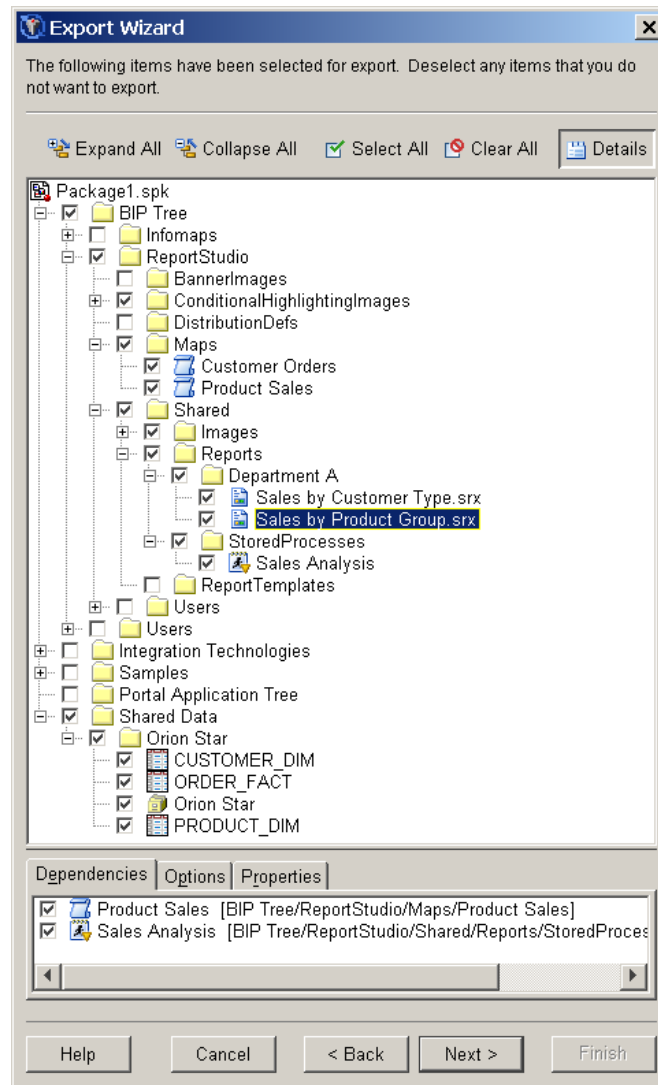 Export Wizard
The following items have been selected for export. Deselect any items that you do
not want to export.
Expand All Collapse All Select All Clear All Details
Package1.spk
BIP Tree
Infomaps
ReportStudio
BannerImages
ConditionalHighlightingImages
DistributionDefs
Maps
Customer Orders
Product Sales
Shared
Images
Reports
Department A
Sales by Customer Type.srx
Sales by Product Group.srx
StoredProcesses
Sales Analysis
ReportTemplates
Users
Users
Integration Technologies
Samples
Portal Application Tree
Shared Data
Orion Star
CUSTOMER_DIM
ORDER_FACT
Orion Star
PRODUCT_DIM
Dependencies Options Properties
Product Sales [BIP Tree/ReportStudio/Maps/Product Sales]
Sales Analysis [BIP Tree/ReportStudio/Shared/Reports/StoredProces
Help Cancel < Back Next > Finish